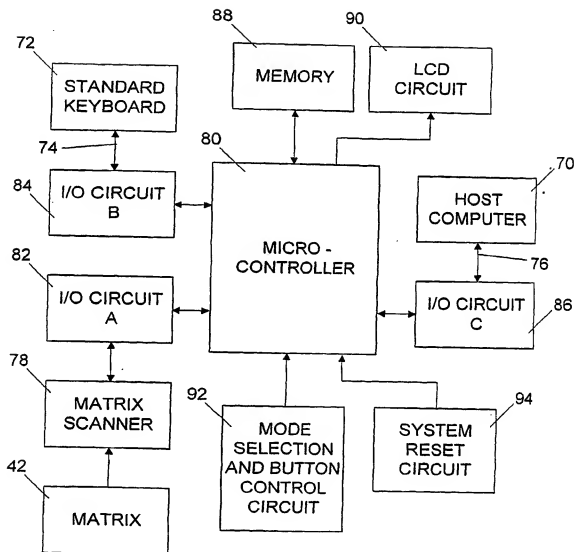 88
90
72
MEMORY
LCD
CIRCUIT
STANDARD
KEYBOARD
74
80
70
I/O CIRCUIT
B
HOST
COMPUTER
84
MICRO -
CONTROLLER
82
76
I/O CIRCUIT
A
I/O CIRCUIT
C
86
78
MATRIX
SCANNER
92
94
MODE
SELECTION
AND BUTTON
CONTROL
CIRCUIT
SYSTEM
RESET
CIRCUIT
42
MATRIX